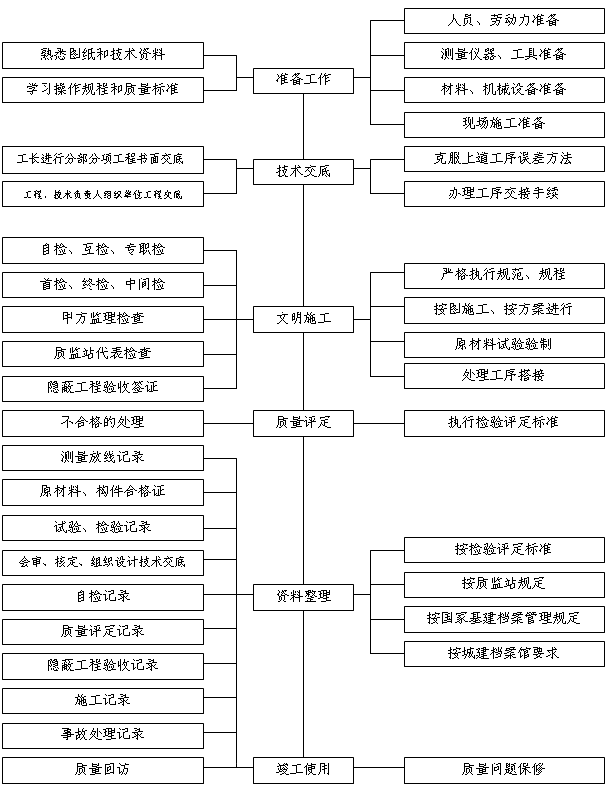 人员、劳动力准备
熟悉图纸和技术资料
测量仪器、工具准备
准备工作
学习操作规程和质量标准
材料、机械设备准备
现场施工准备
工长进行分部分项工程书面交底
克服上道工序误差方法
技术交底
工程、技术负责人组织单位工程交底
办理工序交接手续
自检、互检、专职检
严格执行规范、规程
首检、终检、中间检
按图施工、按方案进行
甲方监理检查
文明施工
原材料试验验制
质监站代表检查
处理工序搭接
隐蔽工程验收签证
不合格的处理
质量评定
执行检验评定标准
测量放线记录
原材料、构件合格证
试验、检验记录
按检验评定标准
会审、核定、组织设计技术交底
按质监站规定
自检记录
资料整理
按国家基建档案管理规定
质量评定记录
按城建档案馆要求
隐蔽工程验收记录
施工记录
事故处理记录
质量回访
竣工使用
质量问题保修